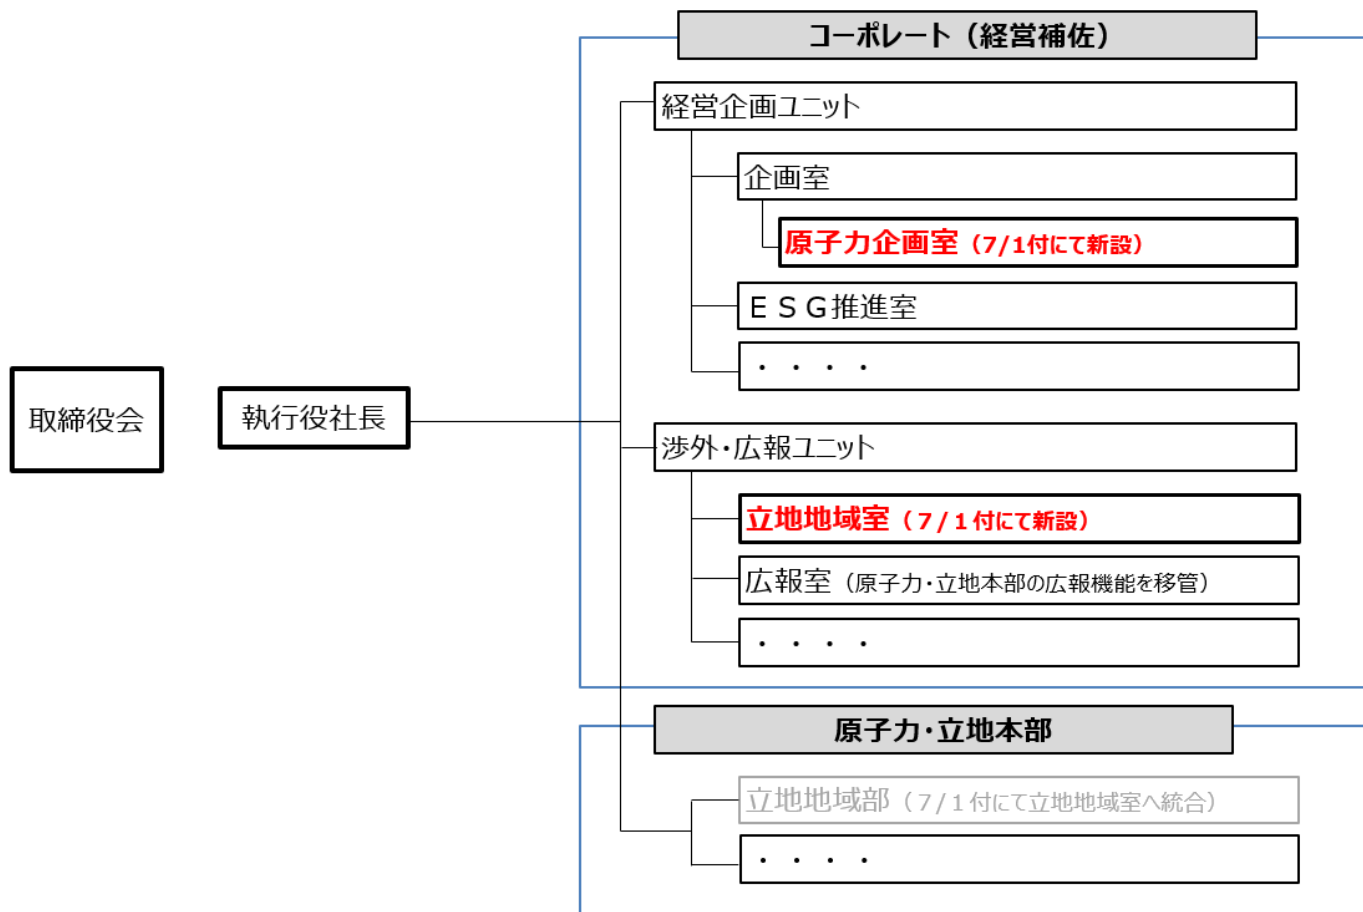 コーポレート（経営補佐）
経営企画ユニット
企画室
原子力企画室（7/1付にて新設）
ＥＳＧ推進室
・・・・
取締役会
執行役社長
渉外・広報ユニット
立地地域室（７/１付にて新設）
広報室（原子力・立地本部の広報機能を移管）
・・・・
原子力・立地本部
立地地域部（７/１付にて立地地域室へ統合）
・・・・